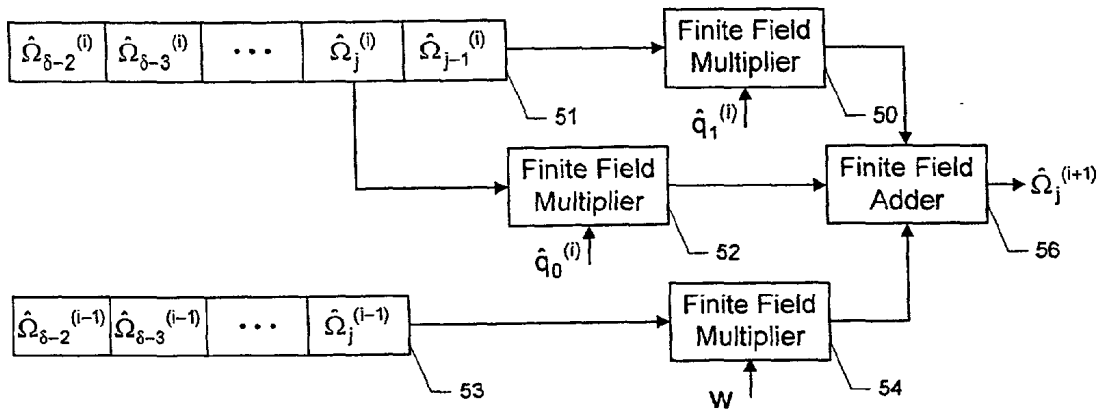 Ω̂δ−2(i) Ω̂δ−3(i) ••• Ω̂j(i) Ω̂j−1(i)
Finite Field
Multiplier
51
q̂1(i)
50
Finite Field
Multiplier
q̂0(i)
52
Finite Field
Adder
Ω̂j(i+1)
56
Ω̂δ−2(i−1) Ω̂δ−3(i−1) ••• Ω̂j(i−1)
53
Finite Field
Multiplier
W
54